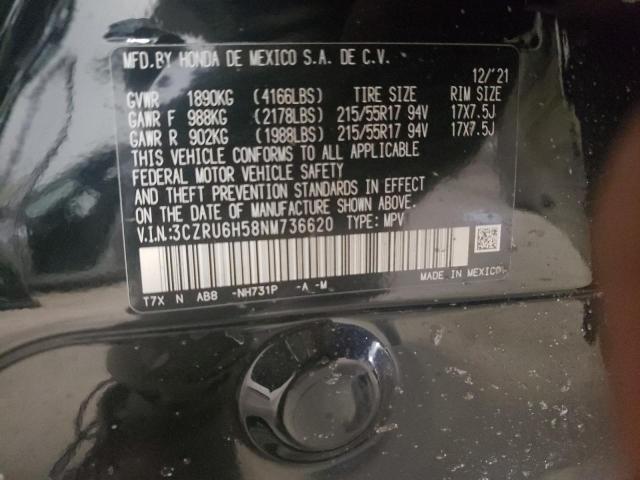 MFD. BY HONDA DE MEXICO S.A. DE C.V.
12/'21
GVWR 1890KG (4166LBS) TIRE SIZE RIM SIZE
GAWR F 988KG (2178LBS) 215/55R17 94V 17X7.5J
GAWR R 902KG (1988LBS) 215/55R17 94V 17X7.5J
THIS VEHICLE CONFORMS TO ALL APPLICABLE
FEDERAL MOTOR VEHICLE SAFETY
AND THEFT PREVENTION STANDARDS IN EFFECT
ON THE DATE OF MANUFACTURE SHOWN ABOVE.
V.I.N.:3CZRU6H58NM736620 TYPE: MPV
T7X N AB8 -NH731P -A -M MADE IN MEXICO